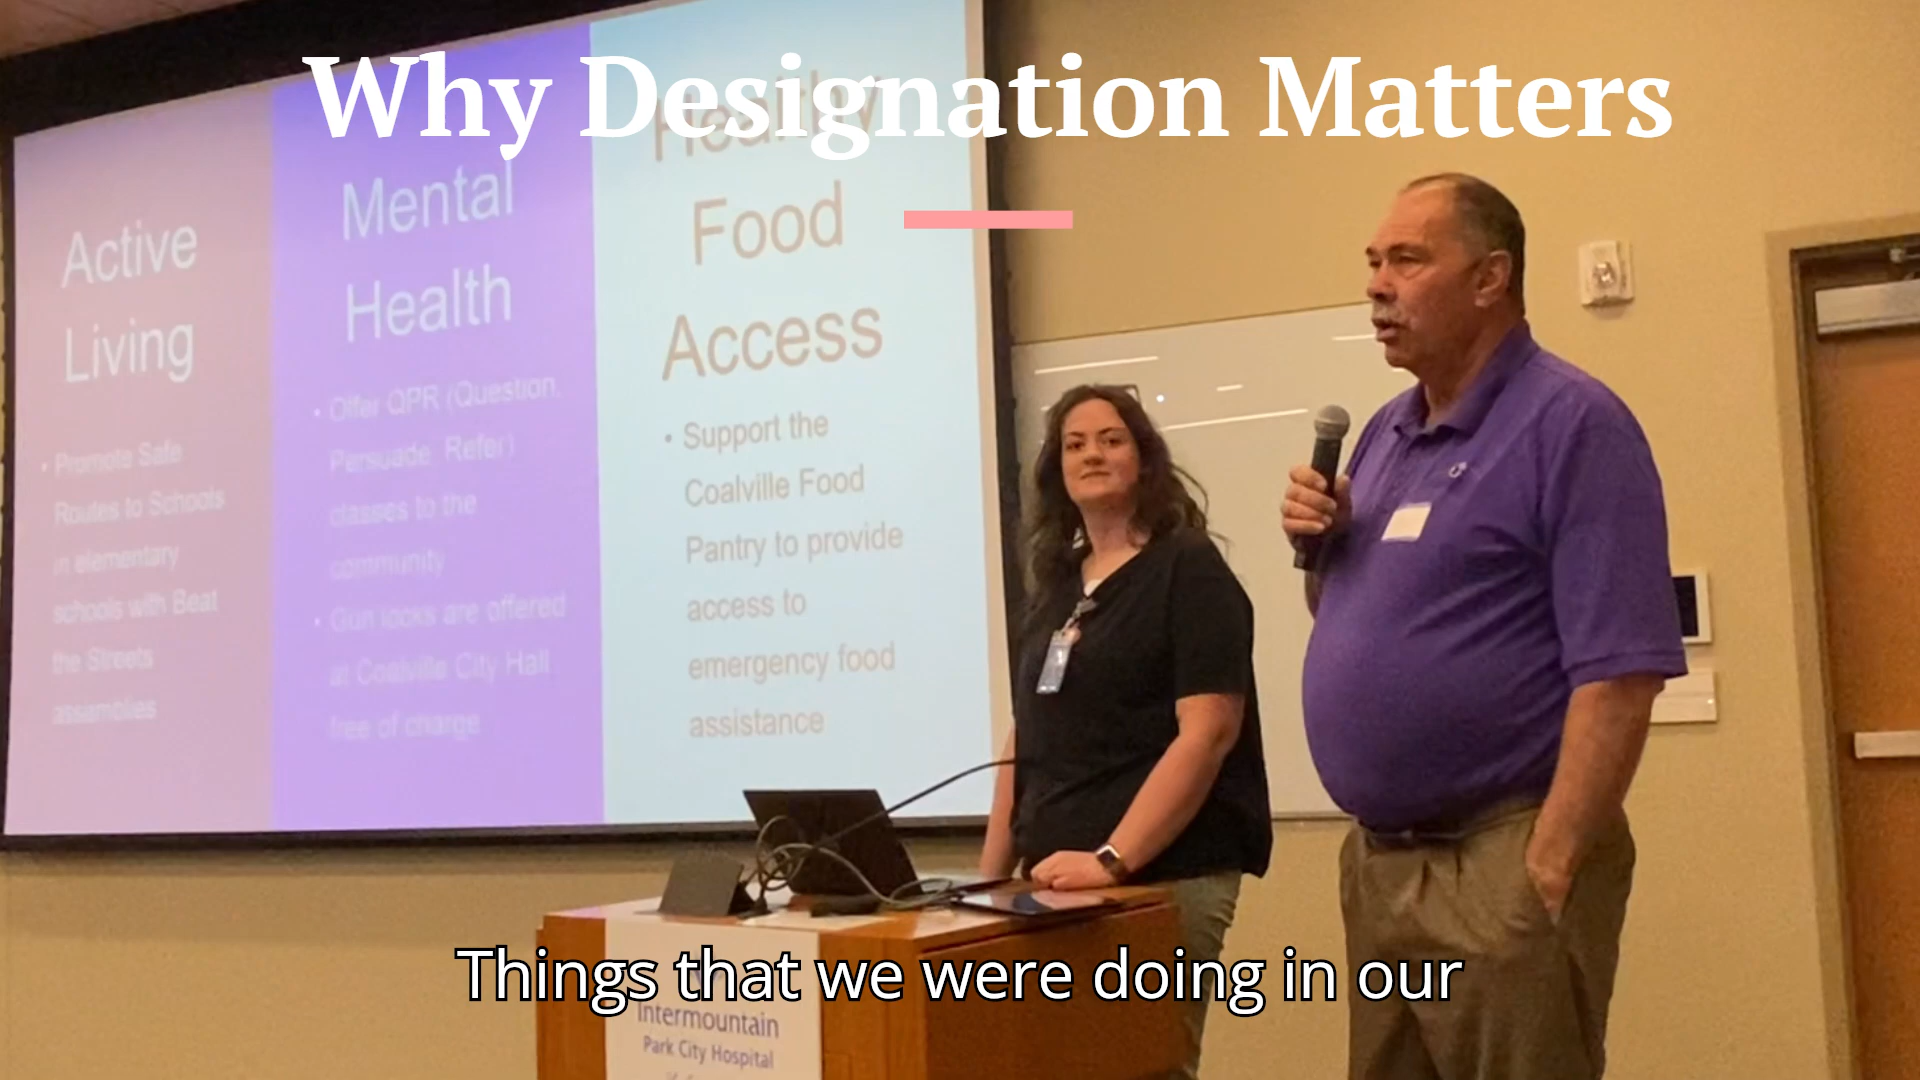 Why Designation Matters
Active
Living
• Promote Safe
Routes to Schools
in elementary
schools with Beat
the Streets
assemblies
Mental
Health
• Offer QPR (Question,
Persuade, Refer)
classes to the
community
• Gun locks are offered
at Coalville City Hall
free of charge
Healthy
Food
Access
• Support the
Coalville Food
Pantry to provide
access to
emergency food
assistance
Things that we were doing in our
Intermountain
Park City Hospital